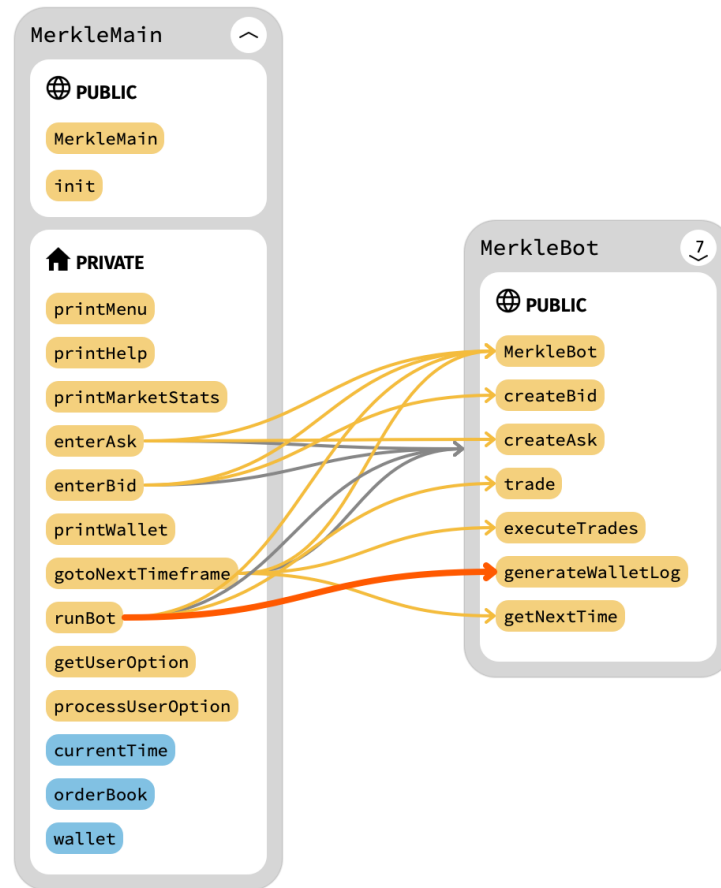 MerkleMain
PUBLIC
MerkleMain
init
PRIVATE
printMenu
printHelp
printMarketStats
enterAsk
enterBid
printWallet
gotoNextTimeframe
runBot
getUserOption
processUserOption
currentTime
orderBook
wallet
MerkleBot
7
PUBLIC
MerkleBot
createBid
createAsk
trade
executeTrades
generateWalletLog
getNextTime